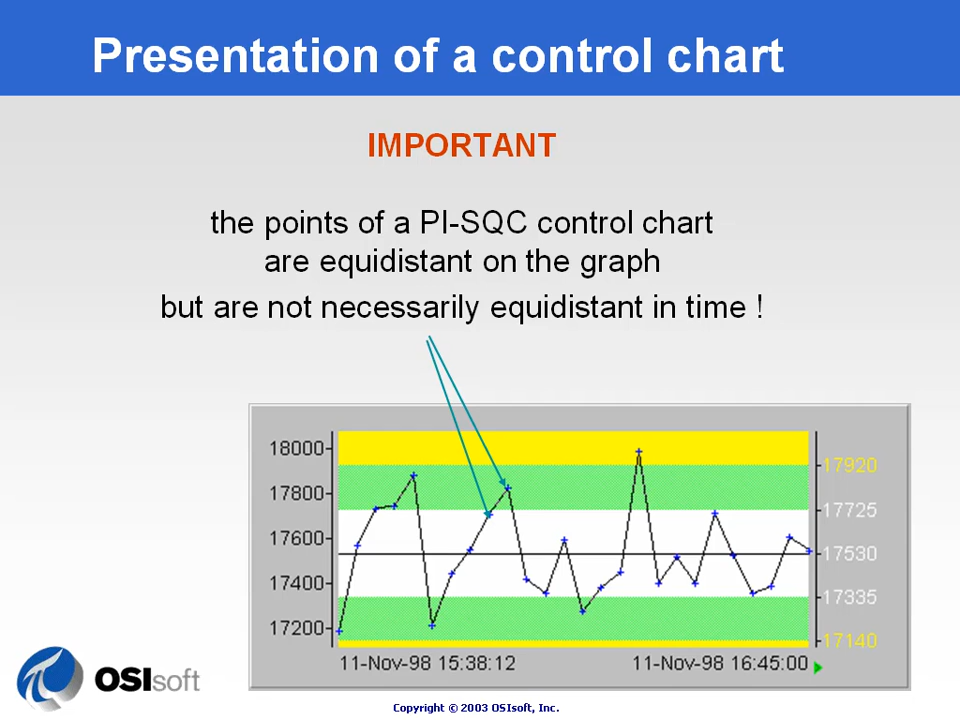 Presentation of a control chart
IMPORTANT
the points of a PI-SQC control chart
are equidistant on the graph
but are not necessarily equidistant in time !
18000
17800
17600
17400
17200
17920
17725
17530
17335
17140
11-Nov-98 15:38:12
11-Nov-98 16:45:00
OSIsoft
Copyright © 2003 OSIsoft, Inc.